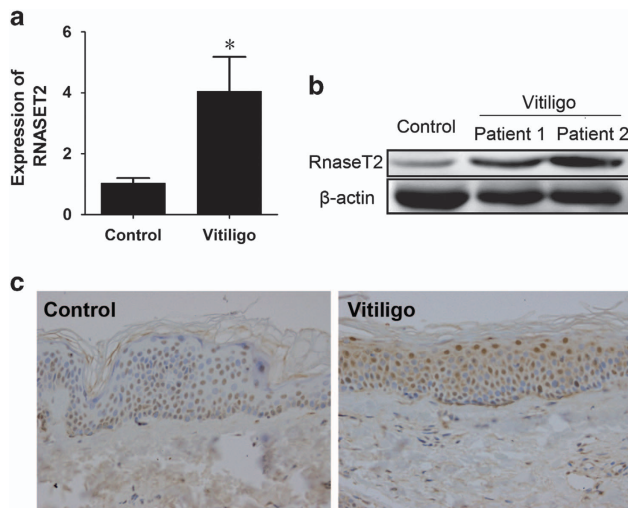 a
Expression of
RNASET2
6
4
2
0
*
Control
Vitiligo
b
Vitiligo
Control
Patient 1
Patient 2
RnaseT2
β-actin
c
Control
Vitiligo